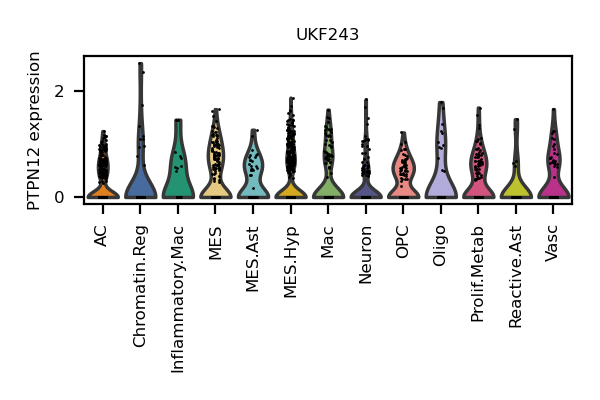 UKF243
PTPN12 expression
2
0
AC
Chromatin.Reg
Inflammatory.Mac
MES
MES.Ast
MES.Hyp
Mac
Neuron
OPC
Oligo
Prolif.Metab
Reactive.Ast
Vasc